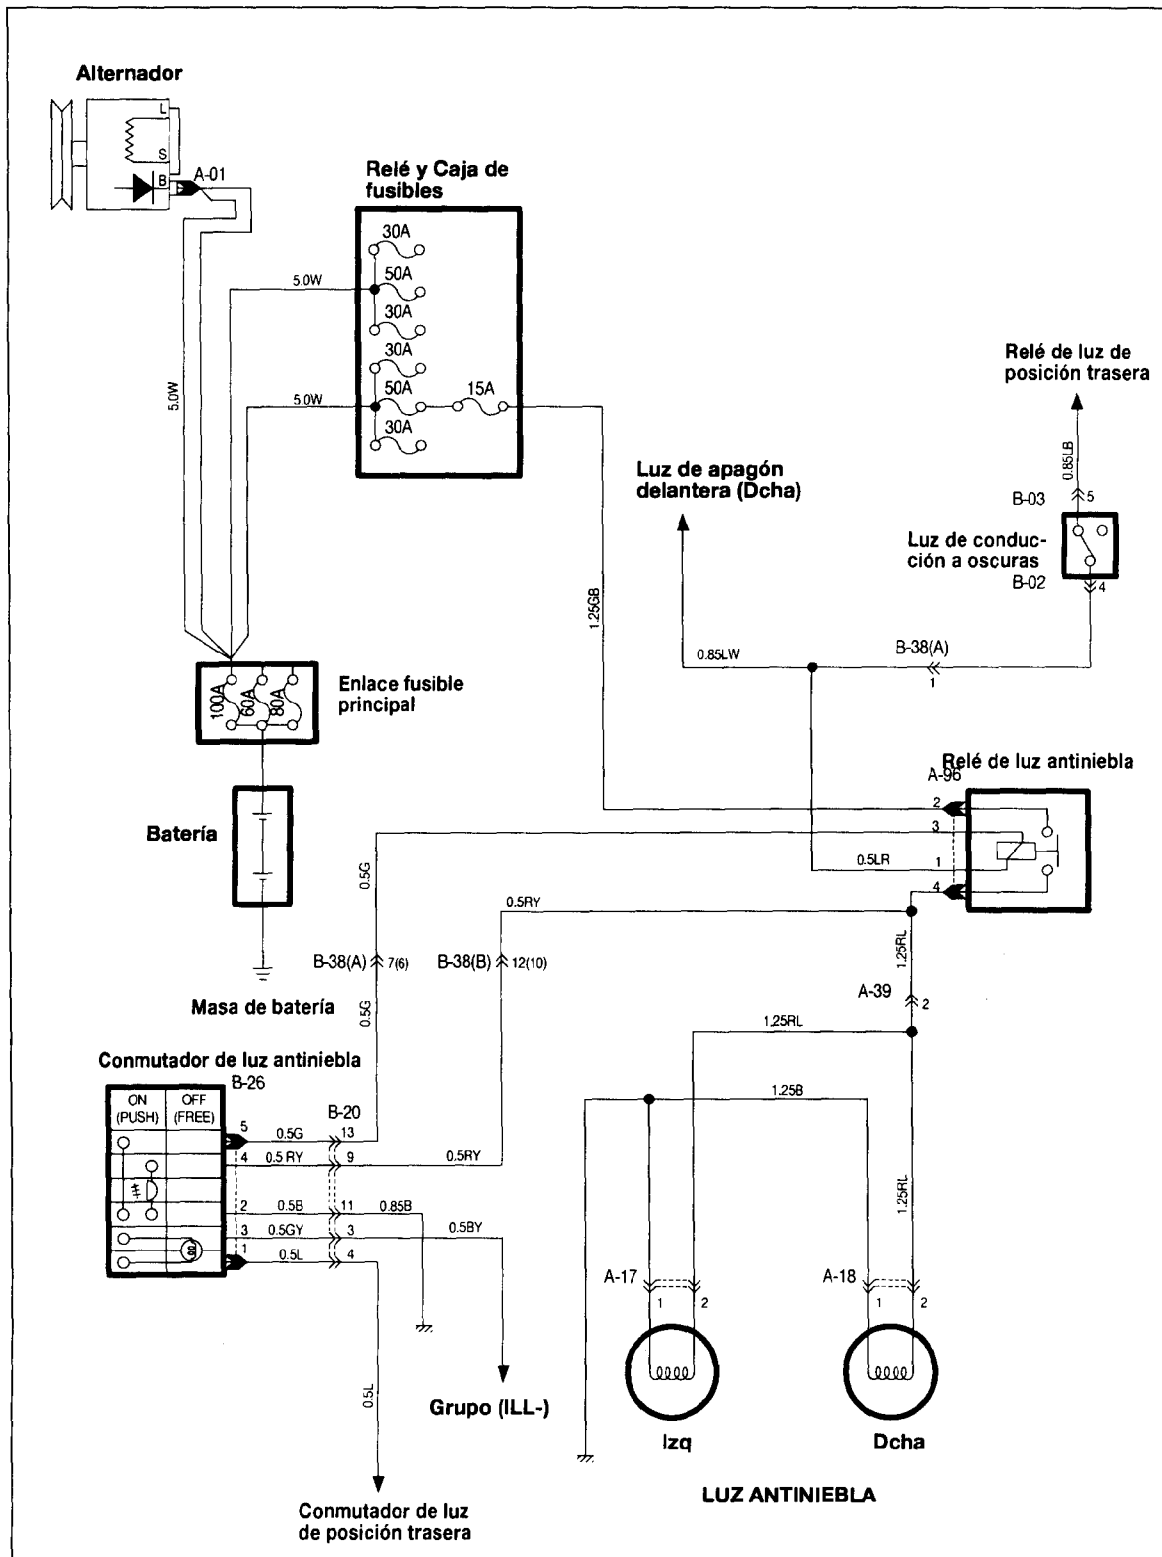 Alternador
L
S
B
A-01
Relé y Caja de
fusibles
30A
50A
30A
30A
50A
15A
30A
5.0W
5.0W
5.0W
Relé de luz de
posición trasera
0.85LB
B-03
5
Luz de conduc-
ción a oscuras
B-02
4
Luz de apagón
delantera (Dcha)
1.25GB
0.85LW
B-38(A)
1
100A
60A
80A
Enlace fusible
principal
Batería
Masa de batería
Relé de luz antiniebla
A-96
2
3
1
4
0.5LR
0.5G
0.5RY
B-38(A)
7(6)
B-38(B)
12(10)
0.5G
1.25RL
A-39
2
1.25RL
1.25B
1.25RL
Conmutador de luz antiniebla
B-26
ON
(PUSH)
OFF
(FREE)
B-20
5
0.5G
13
4
0.5 RY
9
0.5RY
2
0.5B
11
0.85B
3
0.5GY
3
0.5BY
1
0.5L
4
0.5L
A-17
1
2
A-18
1
2
Grupo (ILL-)
Izq
Dcha
LUZ ANTINIEBLA
Conmutador de luz
de posición trasera